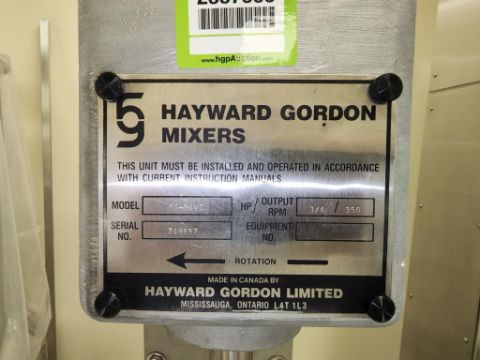 www.hgpAuction.com
HAYWARD GORDON
MIXERS
THIS UNIT MUST BE INSTALLED AND OPERATED IN ACCORDANCE
WITH CURRENT INSTRUCTION MANUALS.
MODEL HP/OUTPUT RPM 3/4 / 350
SERIAL NO. EQUIPMENT NO.
ROTATION
MADE IN CANADA BY
HAYWARD GORDON LIMITED
MISSISSAUGA, ONTARIO L4T 1L3